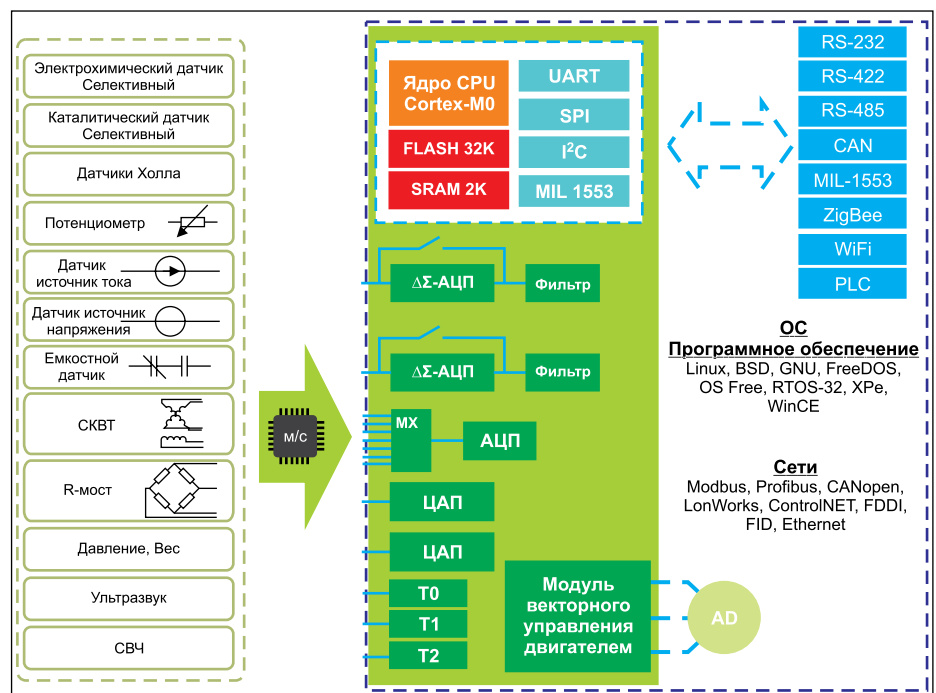 Электрохимический датчик
Селективный
Каталитический датчик
Селективный
Датчики Холла
Потенциометр
Датчик
источник тока
Датчик источник
напряжения
Емкостной
датчик
СКВТ
R-мост
Давление, Вес
Ультразвук
СВЧ
м/с
Ядро CPU
Cortex-M0
FLASH 32K
SRAM 2K
UART
SPI
I²C
MIL 1553
ΔΣ-АЦП
Фильтр
ΔΣ-АЦП
Фильтр
MX
АЦП
ЦАП
ЦАП
T0
T1
T2
Модуль
векторного
управления
двигателем
AD
RS-232
RS-422
RS-485
CAN
MIL-1553
ZigBee
WiFi
PLC
ОС
Программное обеспечение
Linux, BSD, GNU, FreeDOS,
OS Free, RTOS-32, XPe,
WinCE
Сети
Modbus, Profibus, CANopen,
LonWorks, ControlNET, FDDI,
FID, Ethernet